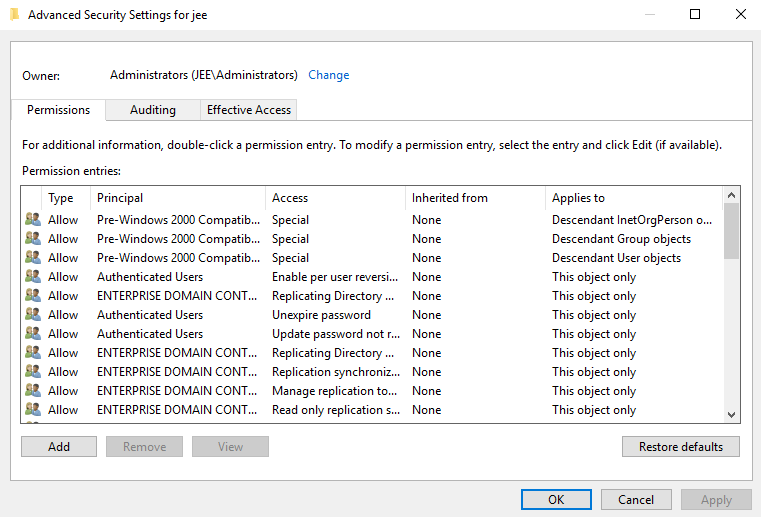 Advanced Security Settings for jee
Owner: Administrators (JEE\Administrators) Change
Permissions Auditing Effective Access
For additional information, double-click a permission entry. To modify a permission entry, select the entry and click Edit (if available).
Permission entries:
Type Principal Access Inherited from Applies to
Allow Pre-Windows 2000 Compatib... Special None Descendant InetOrgPerson o...
Allow Pre-Windows 2000 Compatib... Special None Descendant Group objects
Allow Pre-Windows 2000 Compatib... Special None Descendant User objects
Allow Authenticated Users Enable per user reversi... None This object only
Allow ENTERPRISE DOMAIN CONT... Replicating Directory ... None This object only
Allow Authenticated Users Unexpire password None This object only
Allow Authenticated Users Update password not r... None This object only
Allow ENTERPRISE DOMAIN CONT... Replicating Directory ... None This object only
Allow ENTERPRISE DOMAIN CONT... Replication synchroniz... None This object only
Allow ENTERPRISE DOMAIN CONT... Manage replication to... None This object only
Allow ENTERPRISE DOMAIN CONT... Read only replication s... None This object only
Add Remove View Restore defaults
OK Cancel Apply